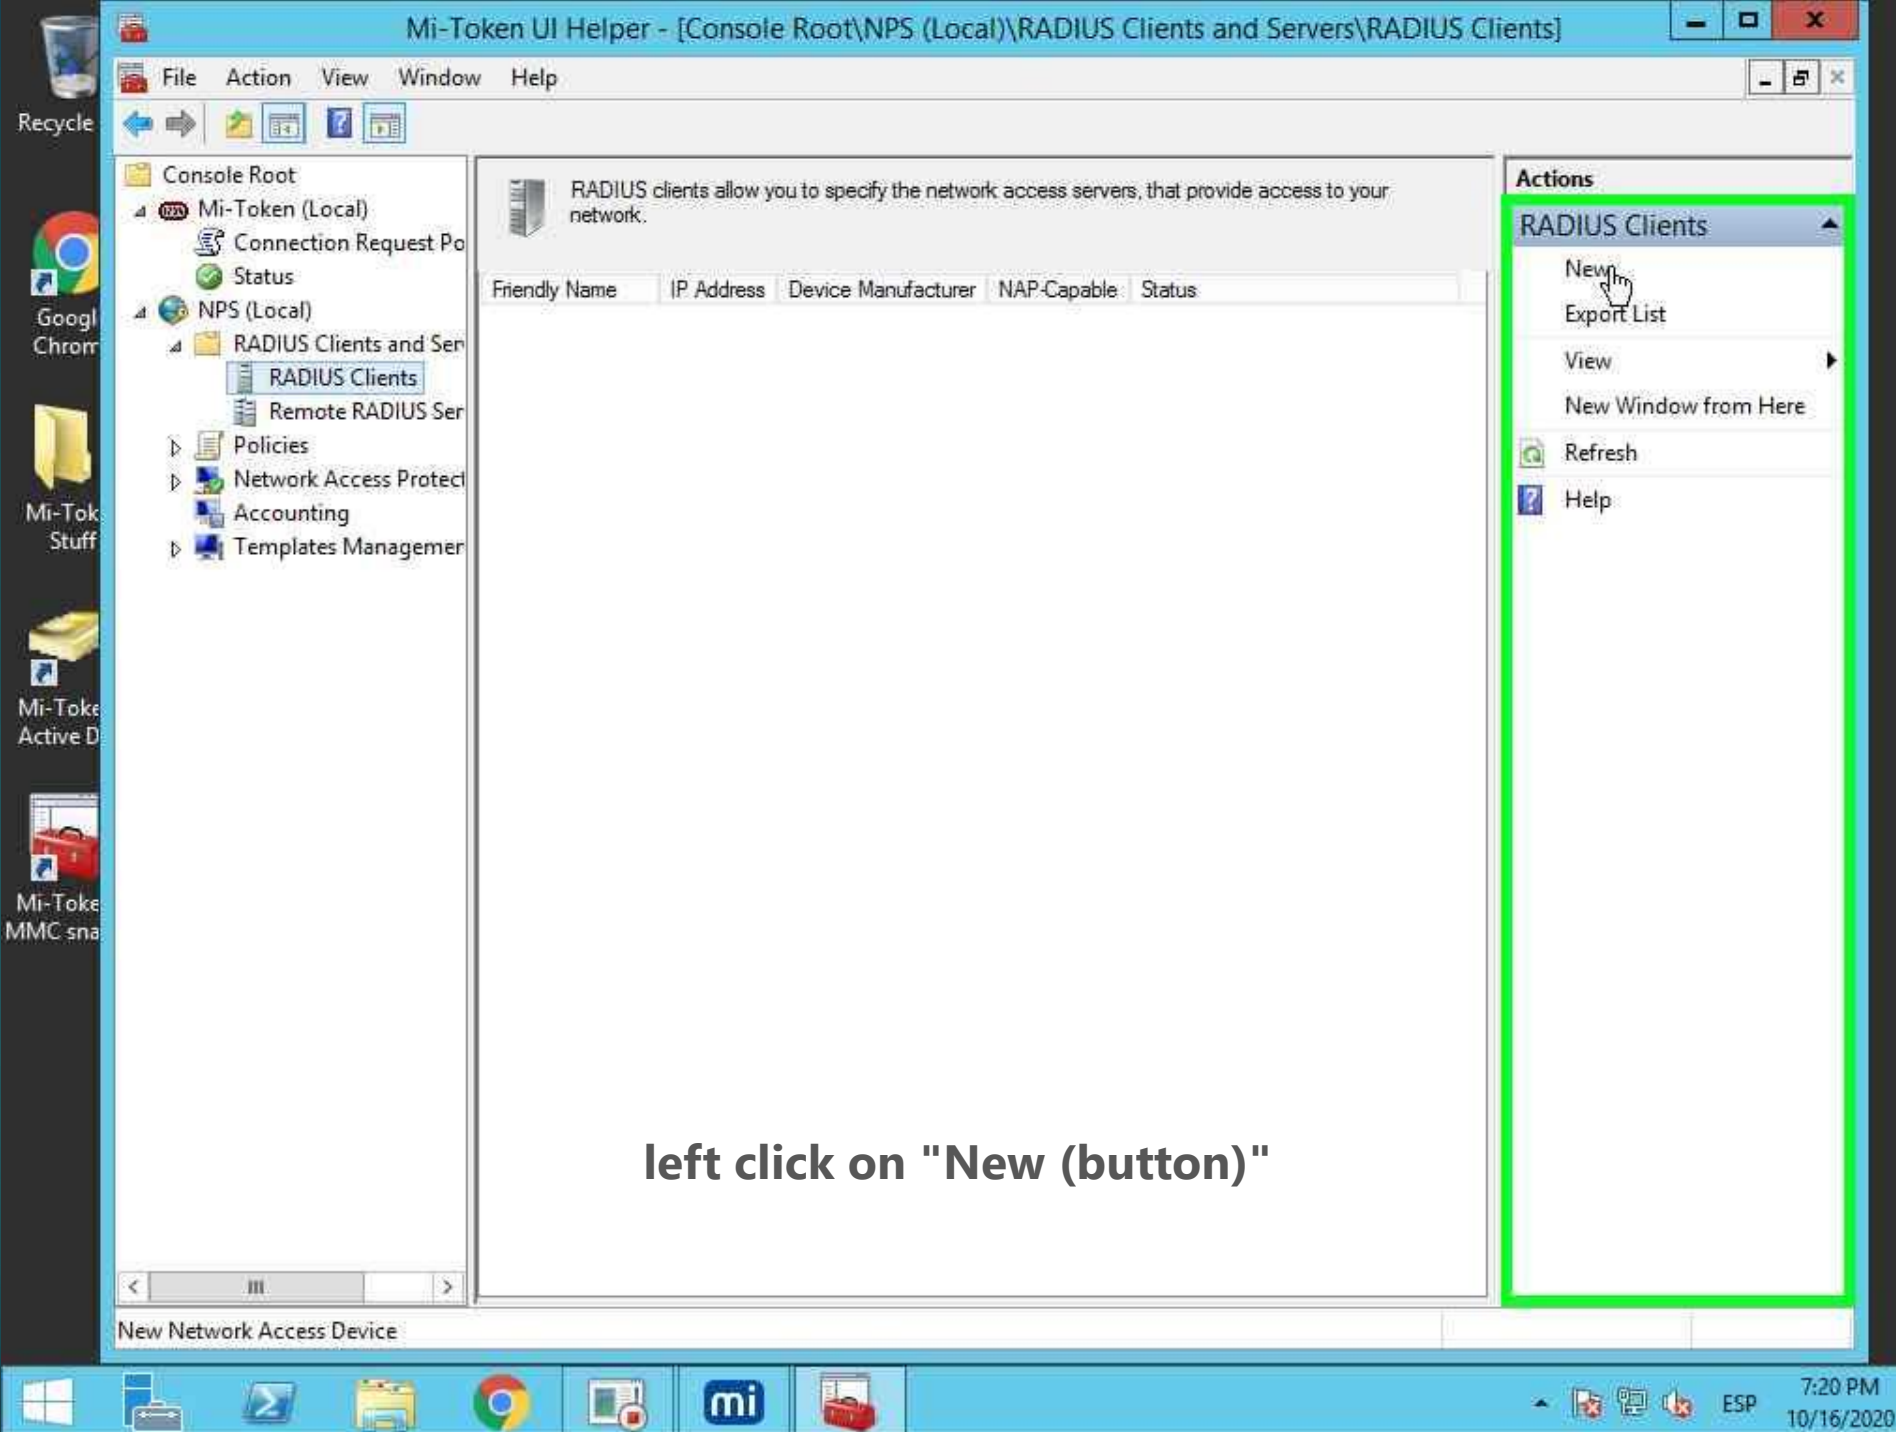 Mi-Token UI Helper - [Console Root\NPS (Local)\RADIUS Clients and Servers\RADIUS Clients]
File Action View Window Help
Recycle
Googl
Chrom
Mi-Tok
Stuff
Mi-Toke
Active D
Mi-Toke
MMC sna
Console Root
Mi-Token (Local)
Connection Request Po
Status
NPS (Local)
RADIUS Clients and Ser
RADIUS Clients
Remote RADIUS Ser
Policies
Network Access Protect
Accounting
Templates Managemer
RADIUS clients allow you to specify the network access servers, that provide access to your
network.
Friendly Name IP Address Device Manufacturer NAP-Capable Status
left click on "New (button)"
Actions
RADIUS Clients
New
Export List
View
New Window from Here
Refresh
Help
New Network Access Device
mi
ESP
7:20 PM
10/16/2020